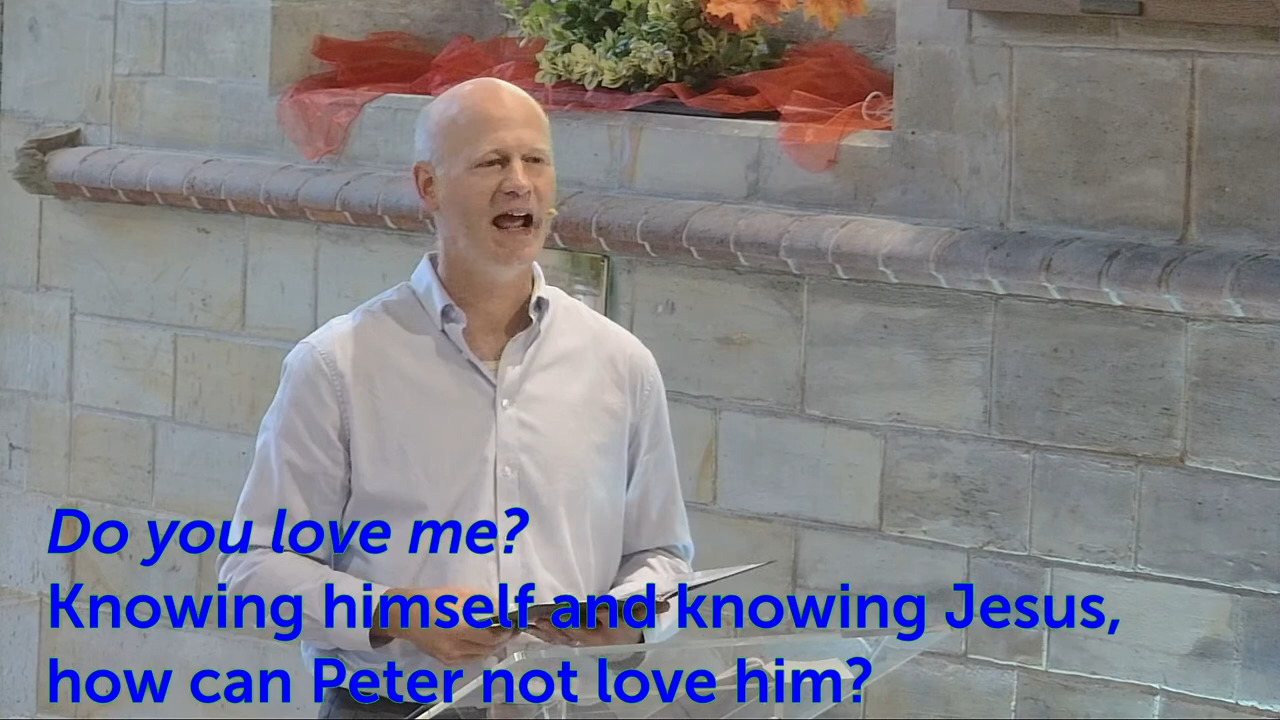 Do you love me?
Knowing himself and knowing Jesus,
how can Peter not love him?